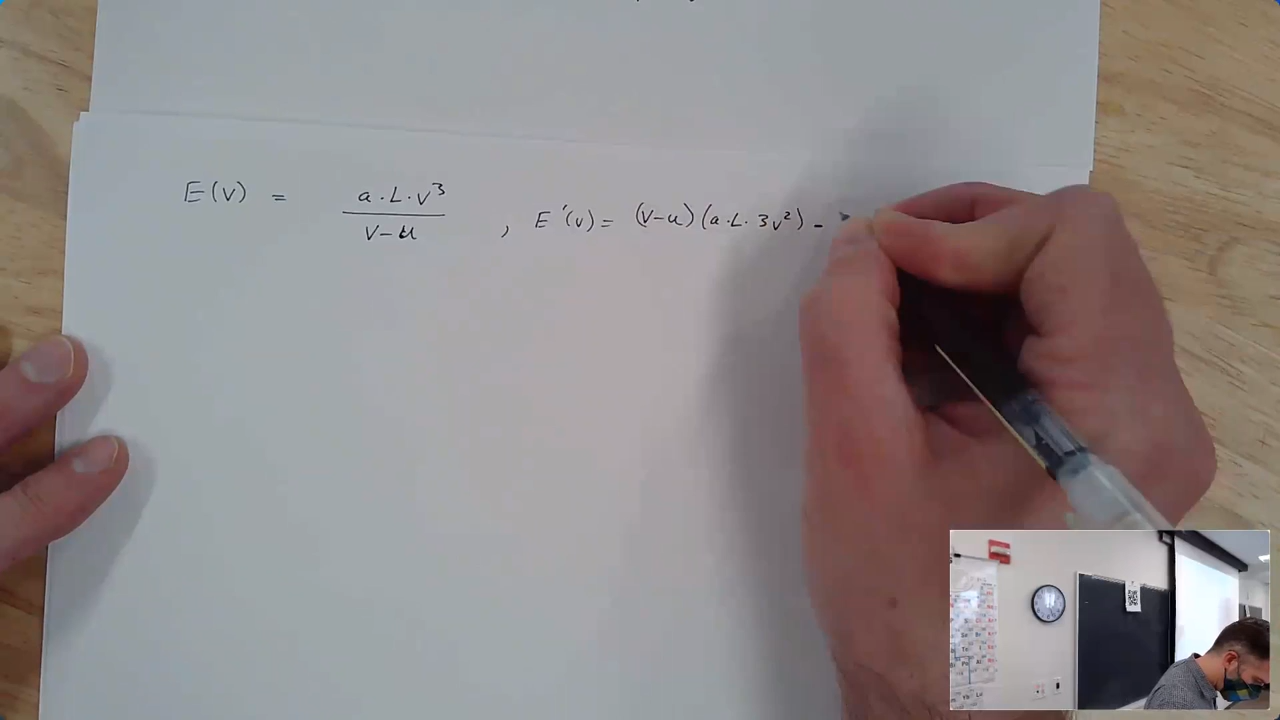 E(v) = a·L·v³ / v-u , E'(v) = (v-u)(a·L·3v²) -